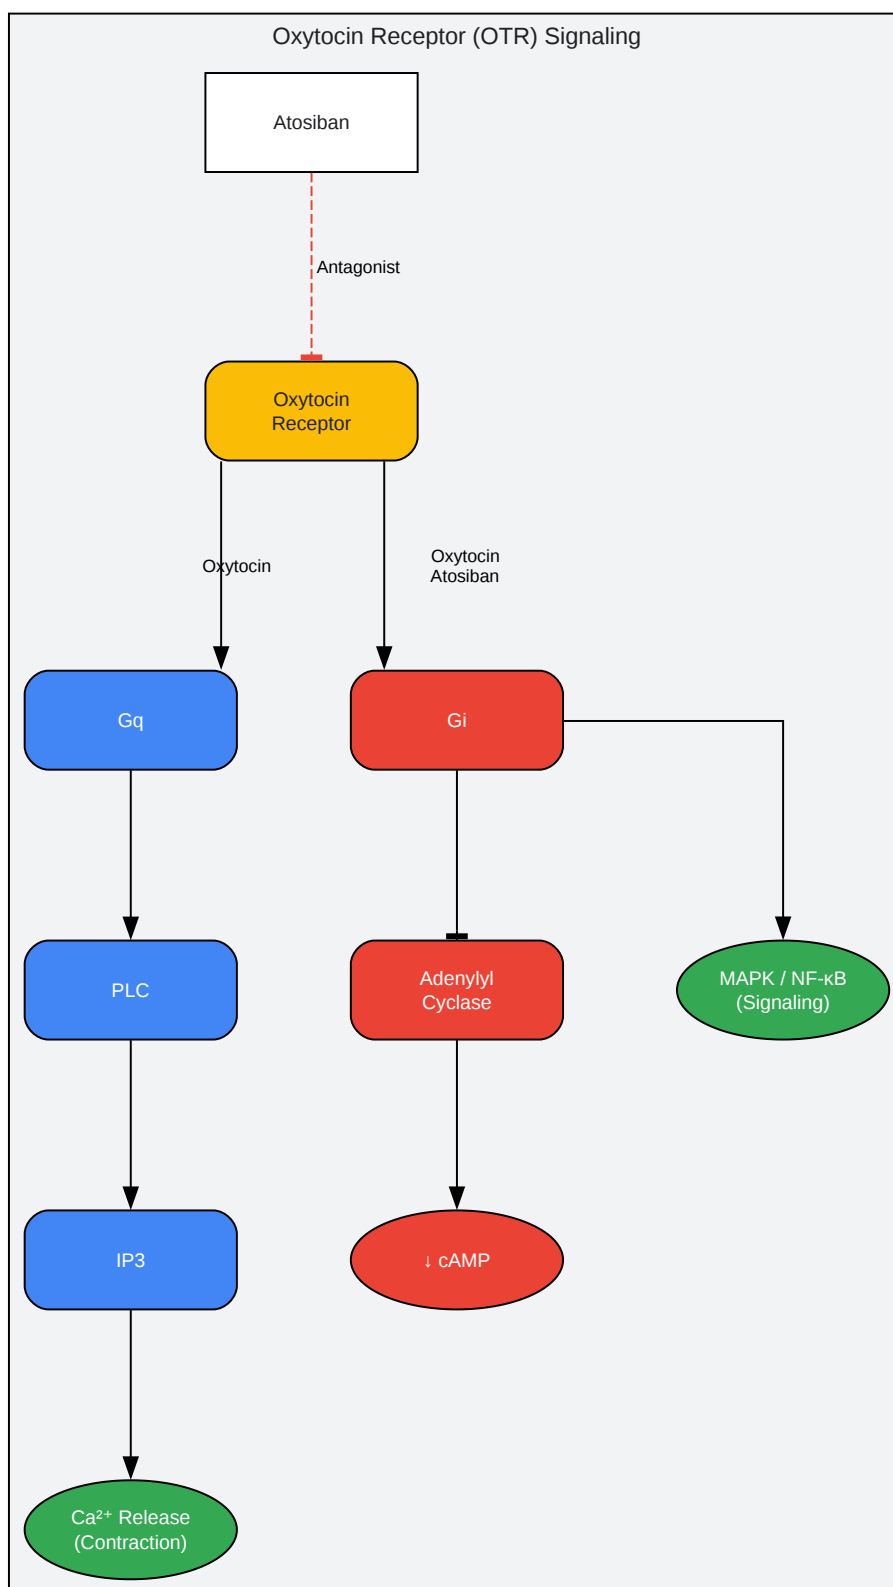 Oxytocin Receptor (OTR) Signaling
Atosiban
Antagonist
Oxytocin
Receptor
Oxytocin
Oxytocin
Atosiban
Gq
Gi
PLC
Adenylyl
Cyclase
MAPK / NF-κB
(Signaling)
IP3
↓ cAMP
Ca²⁺ Release
(Contraction)